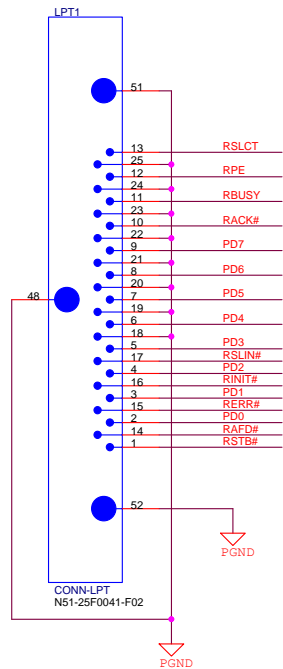 LPT1
51
13 RSLCT
25
12 RPE
24
11 RBUSY
23
10 RACK#
22
9 PD7
21
8 PD6
20
48
7 PD5
19
6 PD4
18
5 PD3
17 RSLIN#
4 PD2
16 RINIT#
3 PD1
15 RERR#
2 PD0
14 RAFD#
1 RSTB#
52
PGND
CONN-LPT
N51-25F0041-F02
PGND